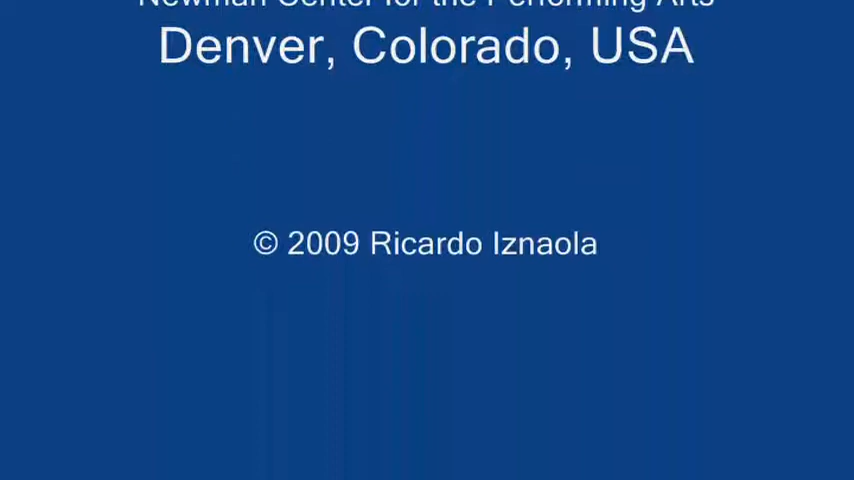 Newman Center for the Performing Arts
Denver, Colorado, USA
© 2009 Ricardo Iznaola